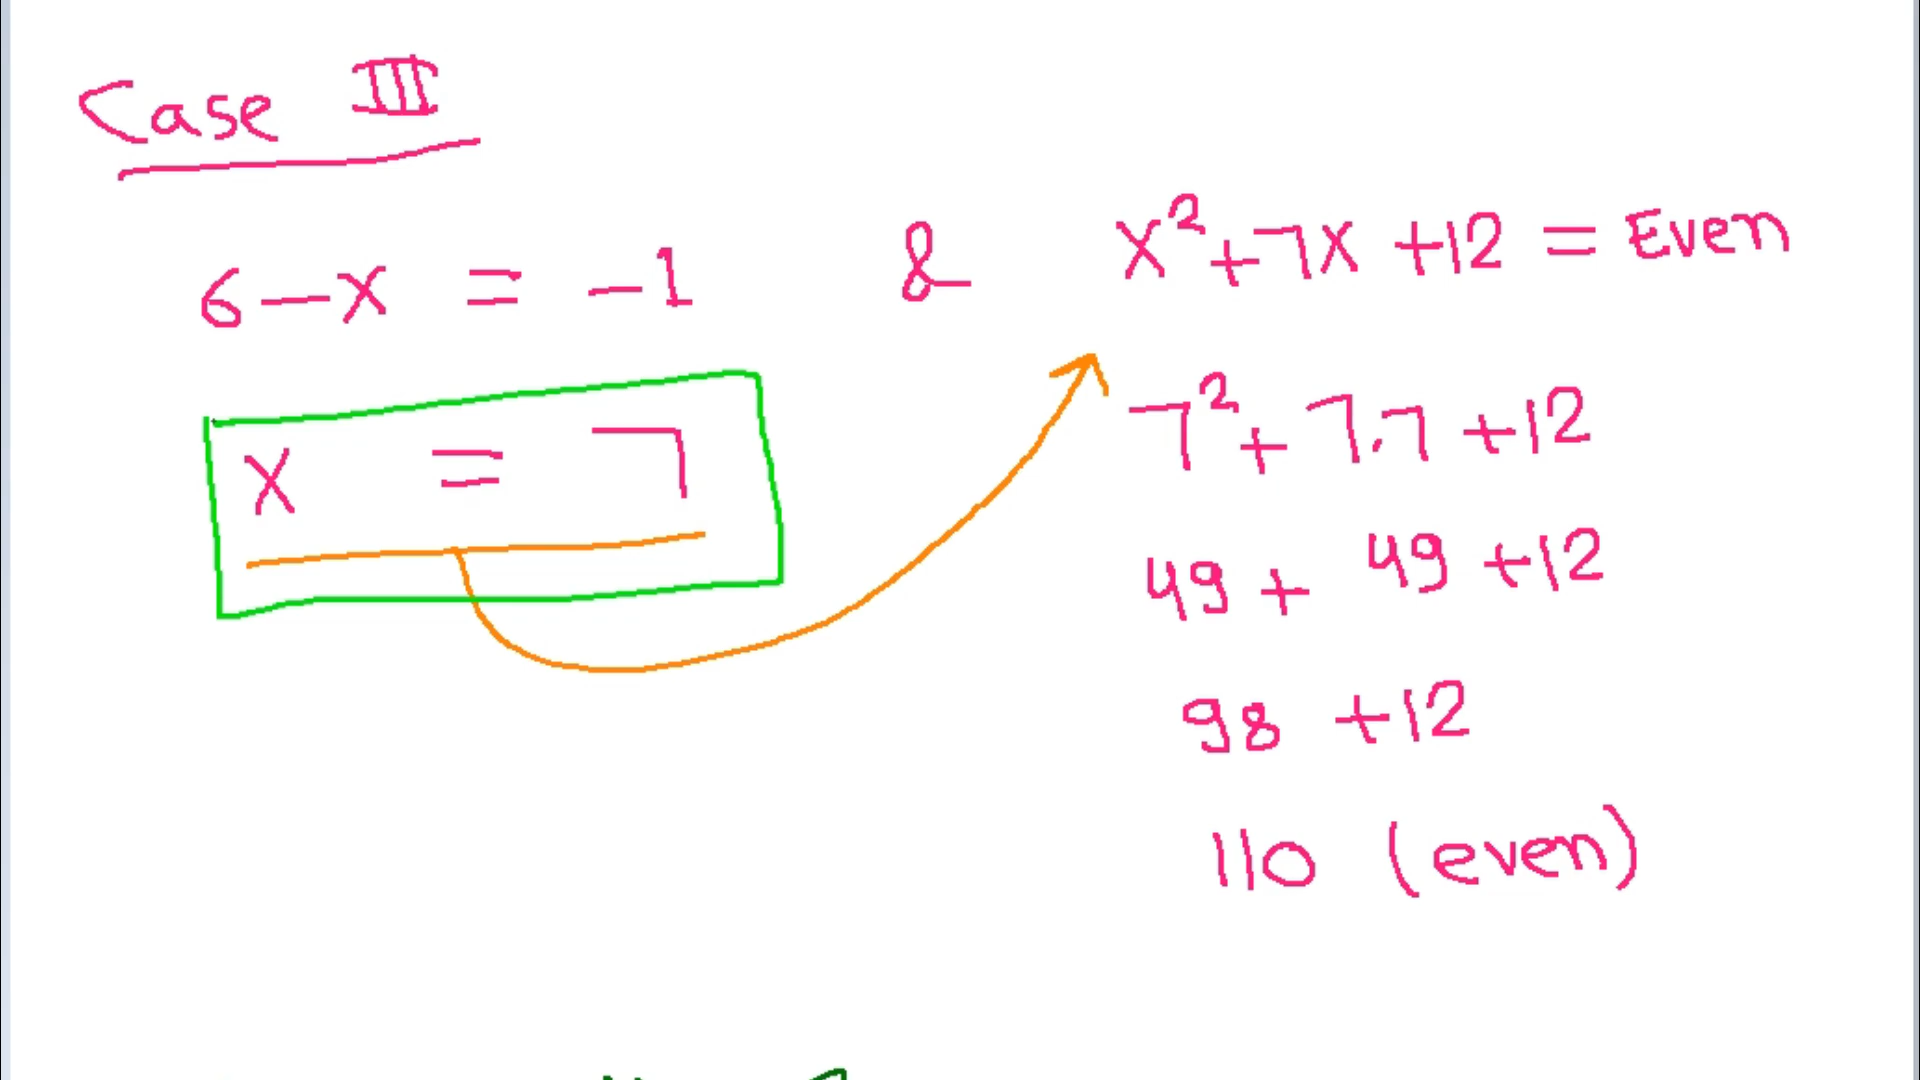 Case III
6-x = -1 & x²+7x+12 = Even
x = 7
7²+7.7+12
49+49+12
98+12
110 (even)